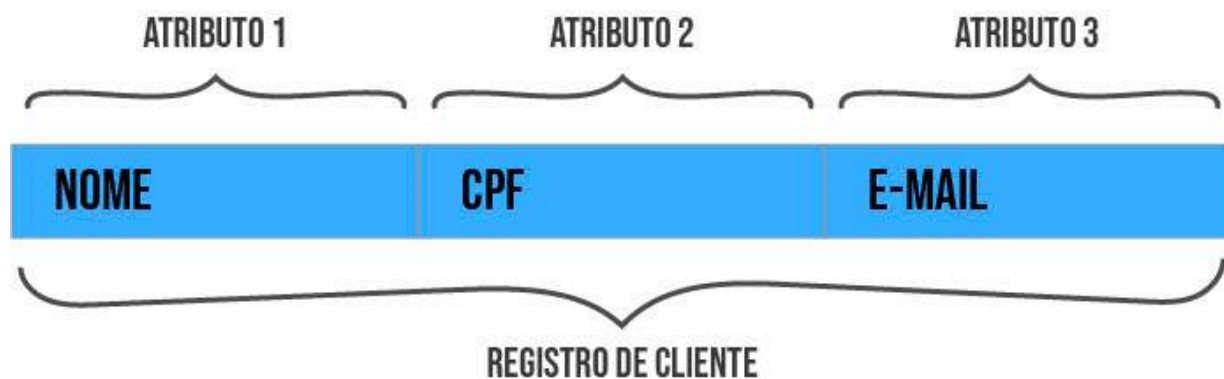 ATRIBUTO 1 ATRIBUTO 2 ATRIBUTO 3
NOME CPF E-MAIL
REGISTRO DE CLIENTE